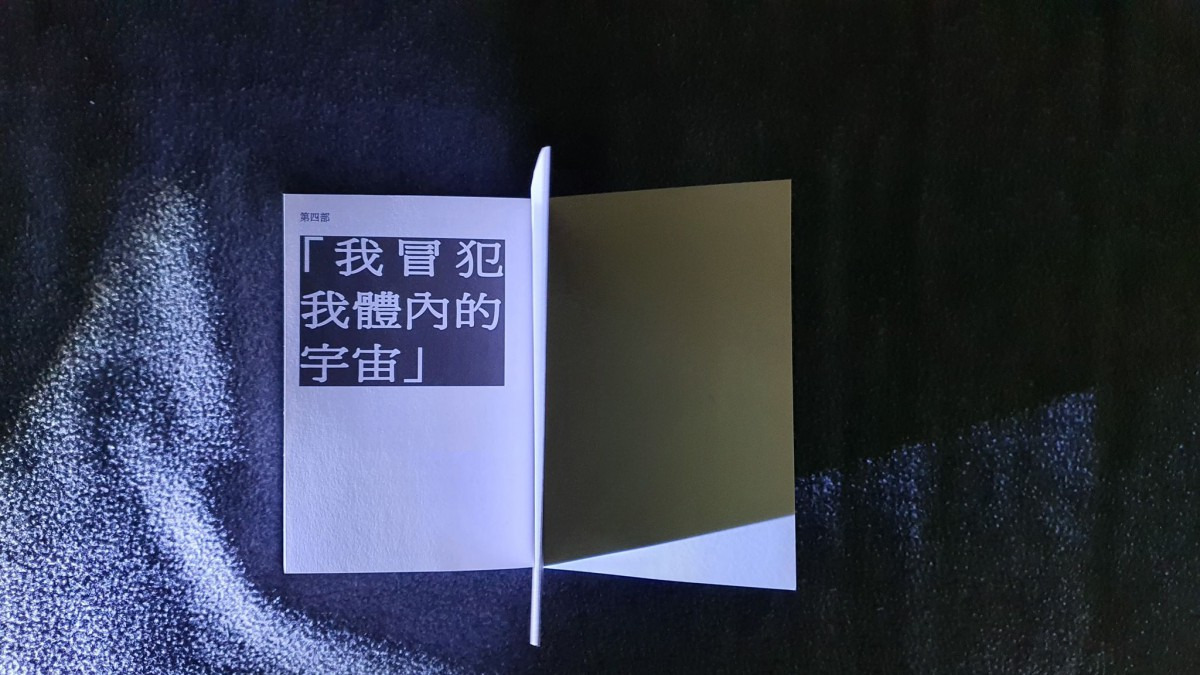 第四部
「我冒犯
我體內的
宇宙」